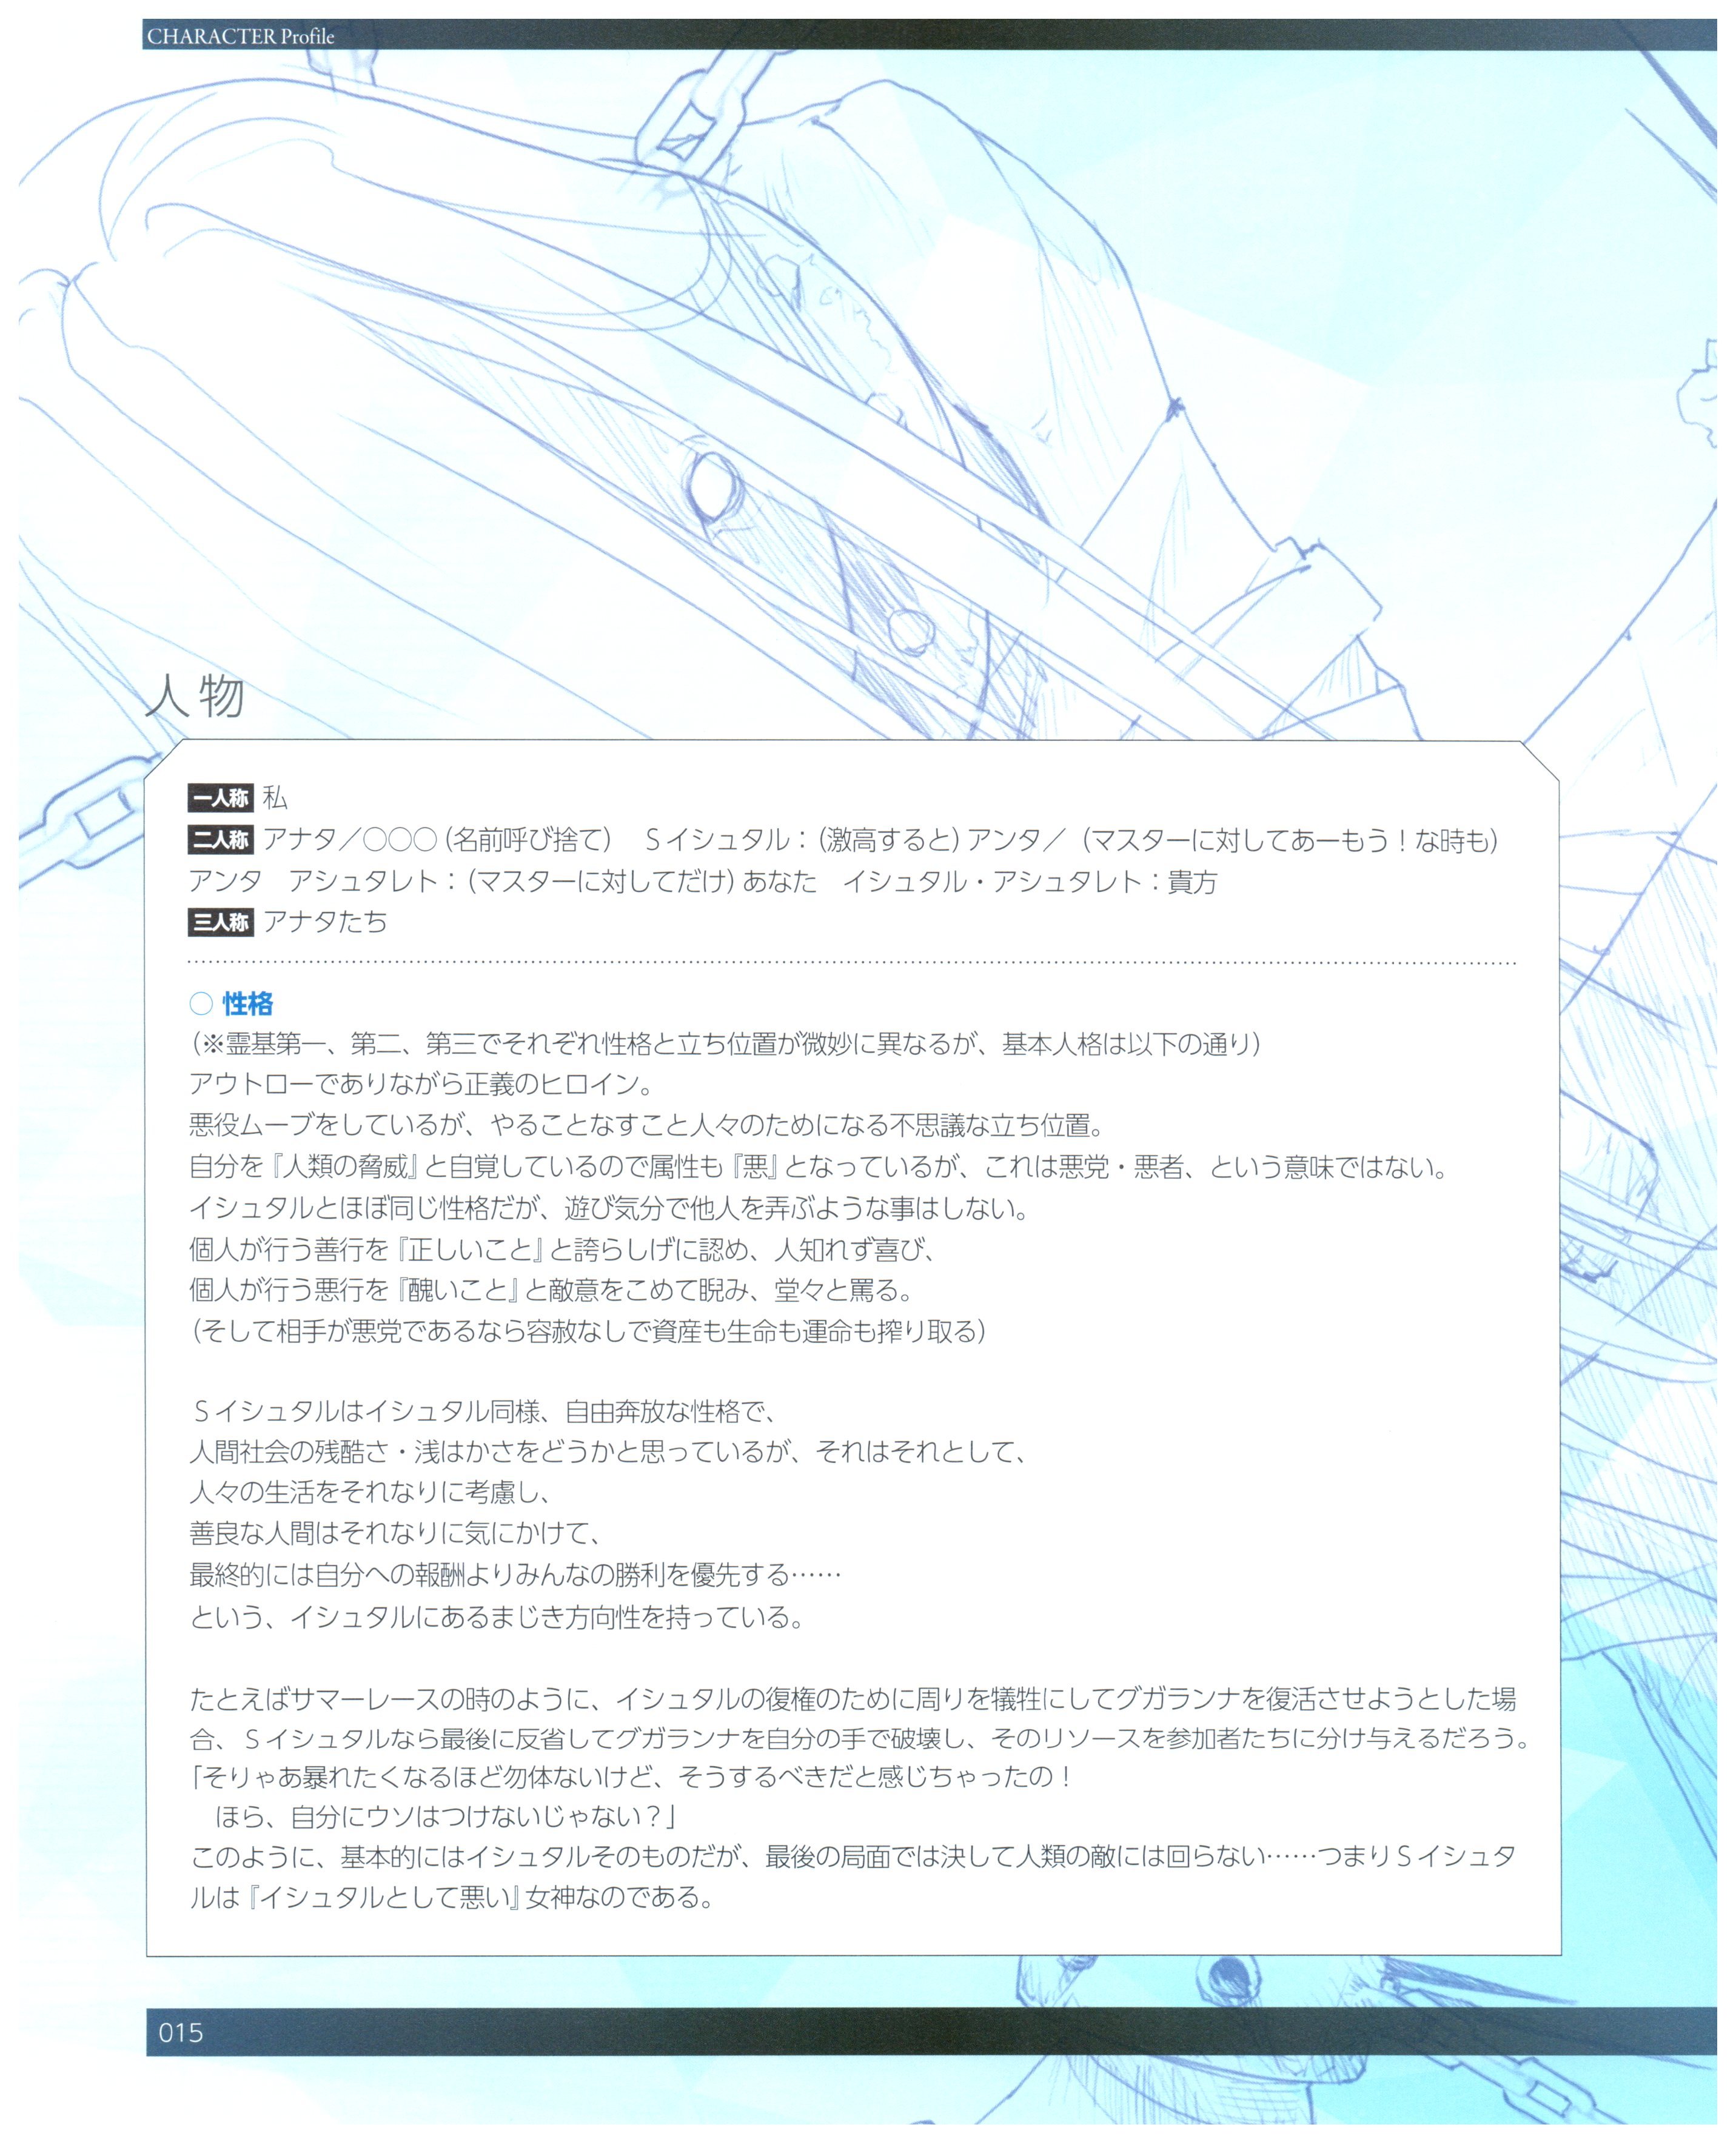 CHARACTER Profile
人物
一人称 私
二人称 アナタ／○○○（名前呼び捨て）　Ｓイシュタル：（激高すると）アンタ／（マスターに対してあーもう！な時も）
アンタ　アシュタレト：（マスターに対してだけ）あなた　イシュタル・アシュタレト：貴方
三人称 アナタたち
○ 性格
（※霊基第一、第二、第三でそれぞれ性格と立ち位置が微妙に異なるが、基本人格は以下の通り）
アウトローでありながら正義のヒロイン。
悪役ムーブをしているが、やることなすこと人々のためになる不思議な立ち位置。
自分を『人類の脅威』と自覚しているので属性も『悪』となっているが、これは悪党・悪者、という意味ではない。
イシュタルとほぼ同じ性格だが、遊び気分で他人を弄ぶような事はしない。
個人が行う善行を『正しいこと』と誇らしげに認め、人知れず喜び、
個人が行う悪行を『醜いこと』と敵意をこめて睨み、堂々と罵る。
（そして相手が悪党であるなら容赦なしで資産も生命も運命も搾り取る）
Ｓイシュタルはイシュタル同様、自由奔放な性格で、
人間社会の残酷さ・浅はかさをどうかと思っているが、それはそれとして、
人々の生活をそれなりに考慮し、
善良な人間はそれなりに気にかけて、
最終的には自分への報酬よりみんなの勝利を優先する……
という、イシュタルにあるまじき方向性を持っている。
たとえばサマーレースの時のように、イシュタルの復権のために周りを犠牲にしてグガランナを復活させようとした場
合、Ｓイシュタルなら最後に反省してグガランナを自分の手で破壊し、そのリソースを参加者たちに分け与えるだろう。
「そりゃあ暴れたくなるほど勿体ないけど、そうするべきだと感じちゃったの！
　ほら、自分にウソはつけないじゃない？」
このように、基本的にはイシュタルそのものだが、最後の局面では決して人類の敵には回らない……つまりＳイシュタ
ルは『イシュタルとして悪い』女神なのである。
015